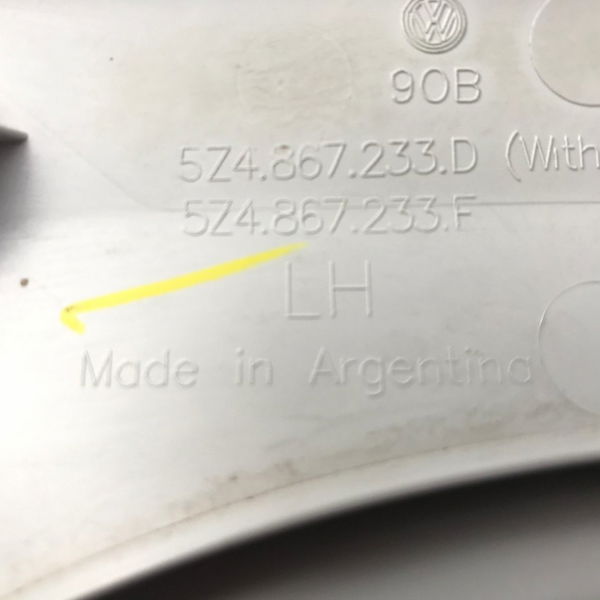 90B
5Z4.867.233.D (With
5Z4.867.233.F
LH
Made in Argentina